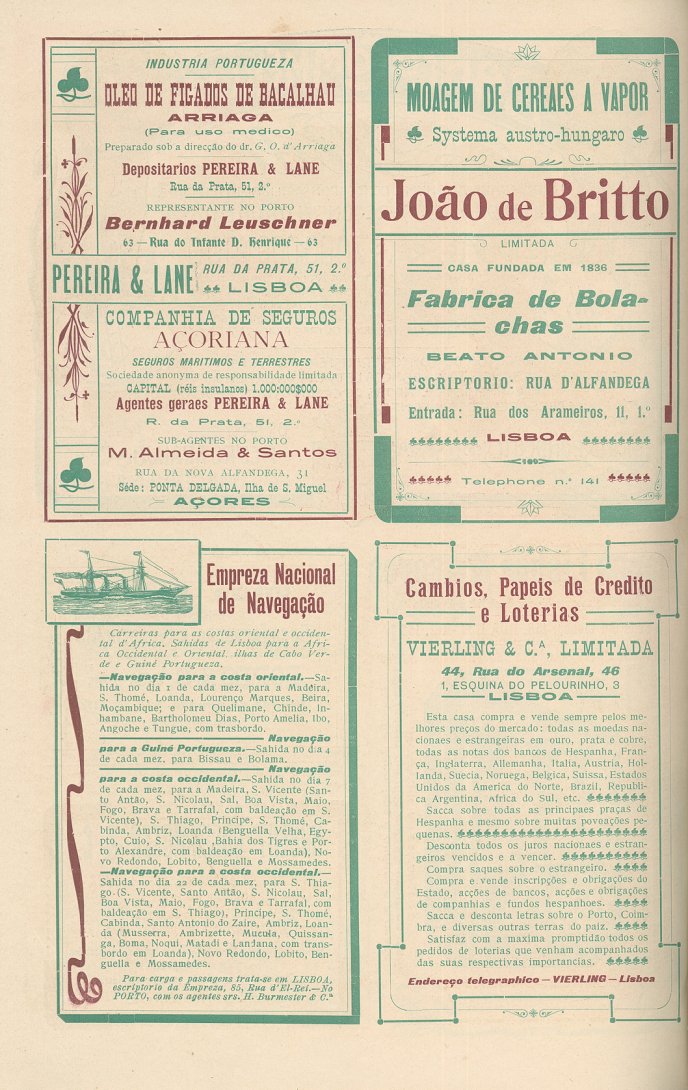 INDUSTRIA PORTUGUEZA
OLEO DE FIGADOS DE BACALHAU
ARRIAGA
(Para uso medico)
Preparado sob a direcção do dr. G. O. d'Arriaga
Depositarios PEREIRA & LANE
Rua da Prata, 51, 2.º
REPRESENTANTE NO PORTO
Bernhard Leuschner
63 — Rua do Infante D. Henrique — 63
PEREIRA & LANE
RUA DA PRATA, 51, 2.º
LISBOA
COMPANHIA DE SEGUROS
AÇORIANA
SEGUROS MARITIMOS E TERRESTRES
Sociedade anonyma de responsabilidade limitada
CAPITAL (réis insulanos) 1.000:000$000
Agentes geraes PEREIRA & LANE
R. da Prata, 51, 2.º
SUB-AGENTES NO PORTO
M. Almeida & Santos
RUA DA NOVA ALFANDEGA, 31
Séde: PONTA DELGADA, Ilha de S. Miguel
AÇORES
MOAGEM DE CEREAES A VAPOR
Systema austro-hungaro
João de Britto
LIMITADA
CASA FUNDADA EM 1836
Fabrica de Bola-
chas
BEATO ANTONIO
ESCRIPTORIO: RUA D'ALFANDEGA
Entrada: Rua dos Arameiros, 11, 1.º
LISBOA
Telephone n.º 141
Empreza Nacional
de Navegação
Carreiras para as costas oriental e occiden-
tal d'Africa. Sahidas de Lisboa para a Afri-
ca Occidental e Oriental, ilhas de Cabo Ver-
de e Guiné Portugueza.
—Navegação para a costa oriental.—Sa-
hida no dia 1 de cada mez, para a Madeira,
S. Thomé, Loanda, Lourenço Marques, Beira,
Moçambique; e para Quelimane, Chinde, In-
hambane, Bartholomeu Dias, Porto Amelia, Ibo,
Angoche e Tungue, com trasbordo.
Navegação
para a Guiné Portugueza.—Sahida no dia 4
de cada mez, para Bissau e Bolama.
Navegação
para a costa occidental.—Sahida no dia 7
de cada mez, para a Madeira, S. Vicente (San-
to Antão, S. Nicolau, Sal, Boa Vista, Maio,
Fogo, Brava e Tarrafal, com baldeação em S.
Vicente), S. Thiago, Principe, S. Thomé, Ca-
binda, Ambriz, Loanda (Benguella Velha, Egy-
pto, Cuio, S. Nicolau ,Bahia dos Tigres e Por-
to Alexandre, com baldeação em Loanda), No-
vo Redondo, Lobito, Benguella e Mossamedes.
—Navegação para a costa occidental.—
Sahida no dia 22 de cada mez, para S. Thia-
go (S. Vicente, Santo Antão, S. Nicolau, Sal,
Boa Vista, Maio, Fogo, Brava e Tarrafal, com
baldeação em S. Thiago), Principe, S. Thomé,
Cabinda, Santo Antonio do Zaire, Ambriz, Loan-
da (Musserra, Ambrizette, Mucula, Quissan-
ga, Boma, Noqui, Matadi e Landana, com trans-
bordo em Loanda), Novo Redondo, Lobito, Ben-
guella e Mossamedes.
Para carga e passagens trata-se em LISBOA,
escriptorio da Empreza, 85, Rua d'El-Rei.—No
PORTO, com os agentes srs. H. Burmester & C.ª
Cambios, Papeis de Credito
e Loterias
VIERLING & C.ª, LIMITADA
44, Rua do Arsenal, 46
1, ESQUINA DO PELOURINHO, 3
LISBOA
Esta casa compra e vende sempre pelos me-
lhores preços do mercado: todas as moedas na-
cionaes e estrangeiras em ouro, prata e cobre,
todas as notas dos bancos de Hespanha, Fran-
ça, Inglaterra, Allemanha, Italia, Austria, Hol-
landa, Suecia, Noruega, Belgica, Suissa, Estados
Unidos da America do Norte, Brazil, Republi-
ca Argentina, africa do Sul, etc.
Sacca sobre todas as principaes praças de
Hespanha e mesmo sobre muitas povoações pe-
quenas.
Desconta todos os juros nacionaes e estran-
geiros vencidos e a vencer.
Compra saques sobre o estrangeiro.
Compra e vende inscripções e obrigações do
Estado, acções de bancos, acções e obrigações
de companhias e fundos hespanhoes.
Sacca e desconta letras sobre o Porto, Coim-
bra, e diversas outras terras do paiz.
Satisfaz com a maxima promptidão todos os
pedidos de loterias que venham acompanhados
das suas respectivas importancias.
Endereço telegraphico — VIERLING — Lisboa